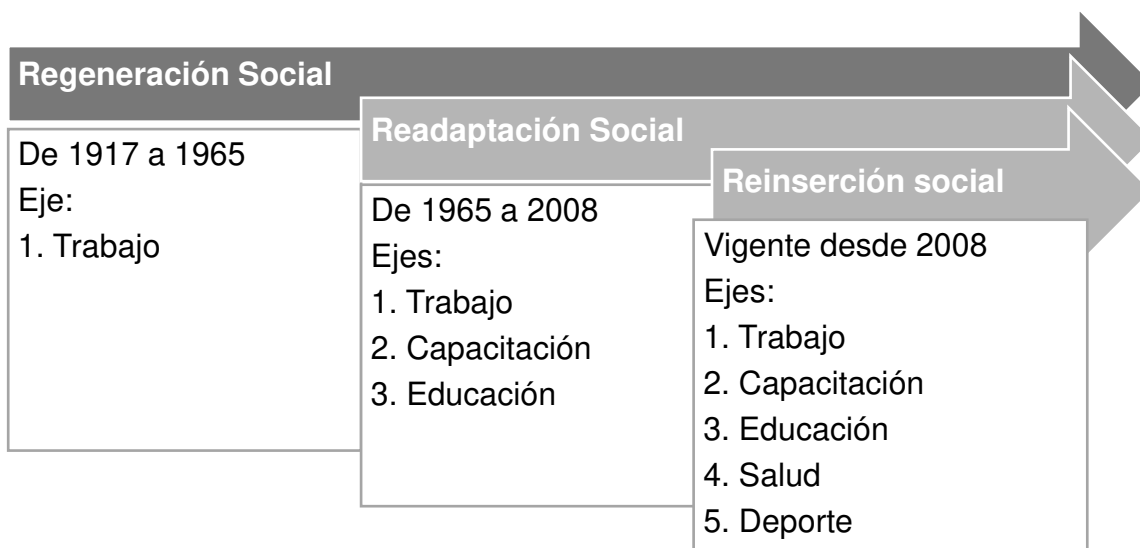 Regeneración Social
De 1917 a 1965
Eje:
1. Trabajo
Readaptación Social
De 1965 a 2008
Ejes:
1. Trabajo
2. Capacitación
3. Educación
Reinserción social
Vigente desde 2008
Ejes:
1. Trabajo
2. Capacitación
3. Educación
4. Salud
5. Deporte